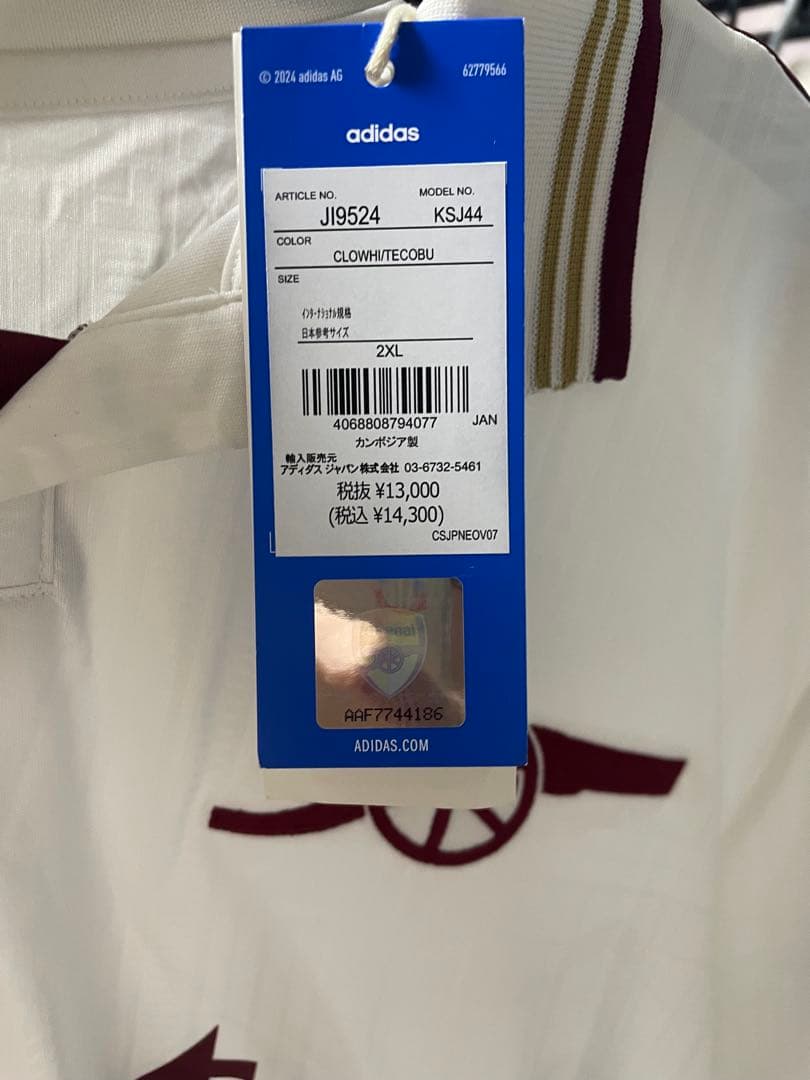 © 2024 adidas AG
62779566
adidas
ARTICLE NO.
MODEL NO.
JI9524
KSJ44
COLOR
CLOWHI/TECOBU
SIZE
ｲﾝﾀｰﾅｼｮﾅﾙ規格
日本参考サイズ
2XL
4068808794077
JAN
カンボジア製
輸入販売元
アディダス ジャパン株式会社 03-6732-5461
税抜 ¥13,000
(税込 ¥14,300)
CSJPNEOV07
Arsenal
AAF7744186
ADIDAS.COM